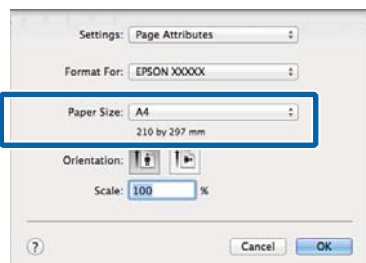 Settings: Page Attributes
Format For: EPSON XXXXX
Paper Size: A4
210 by 297 mm
Orientation:
Scale: 100 %
? Cancel OK